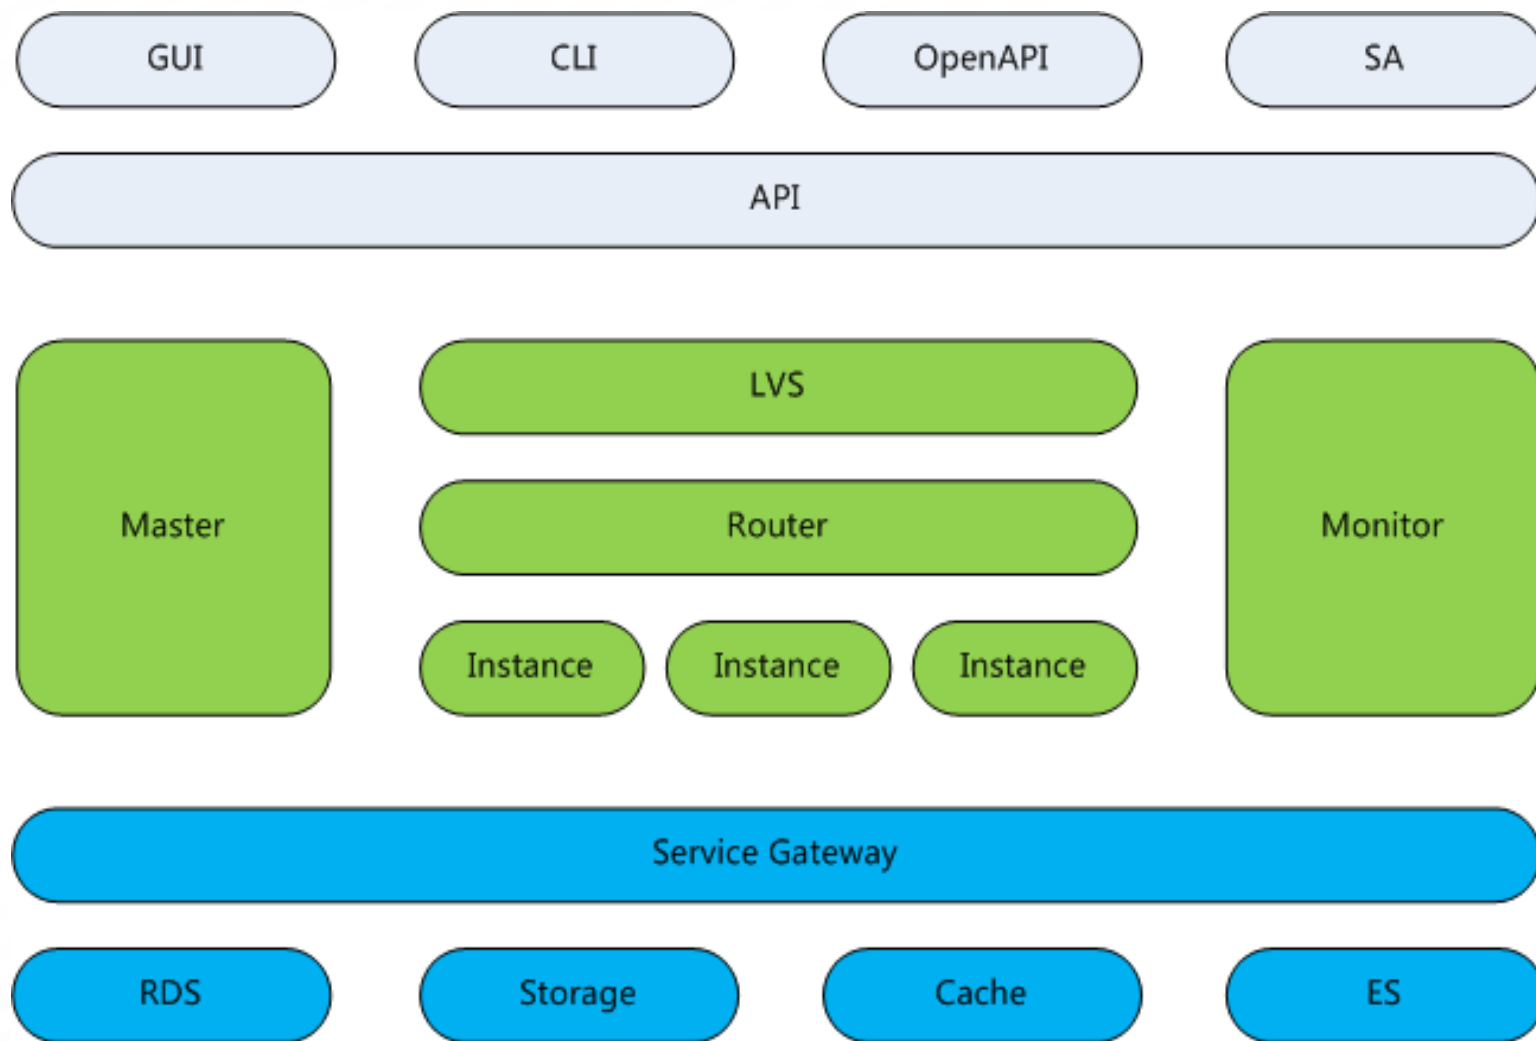 GUI
CLI
OpenAPI
SA
API
LVS
Master
Router
Monitor
Instance
Instance
Instance
Service Gateway
RDS
Storage
Cache
ES